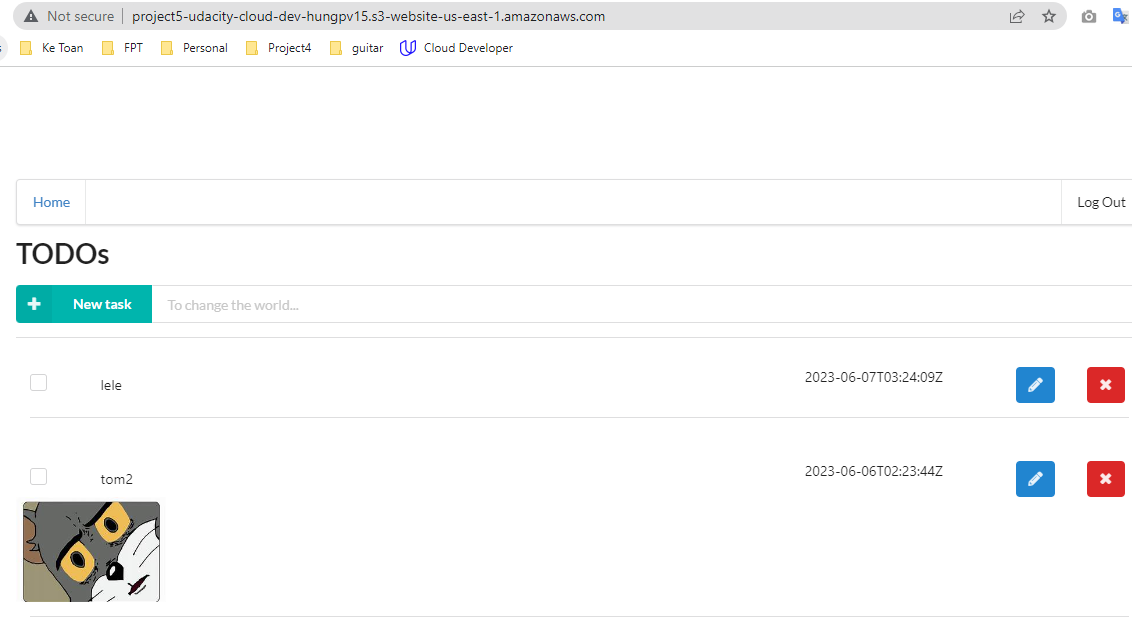 Not secure project5-udacity-cloud-dev-hungpv15.s3-website-us-east-1.amazonaws.com
Ke Toan FPT Personal Project4 guitar Cloud Developer
Home Log Out
TODOs
New task To change the world...
lele 2023-06-07T03:24:09Z
tom2 2023-06-06T02:23:44Z